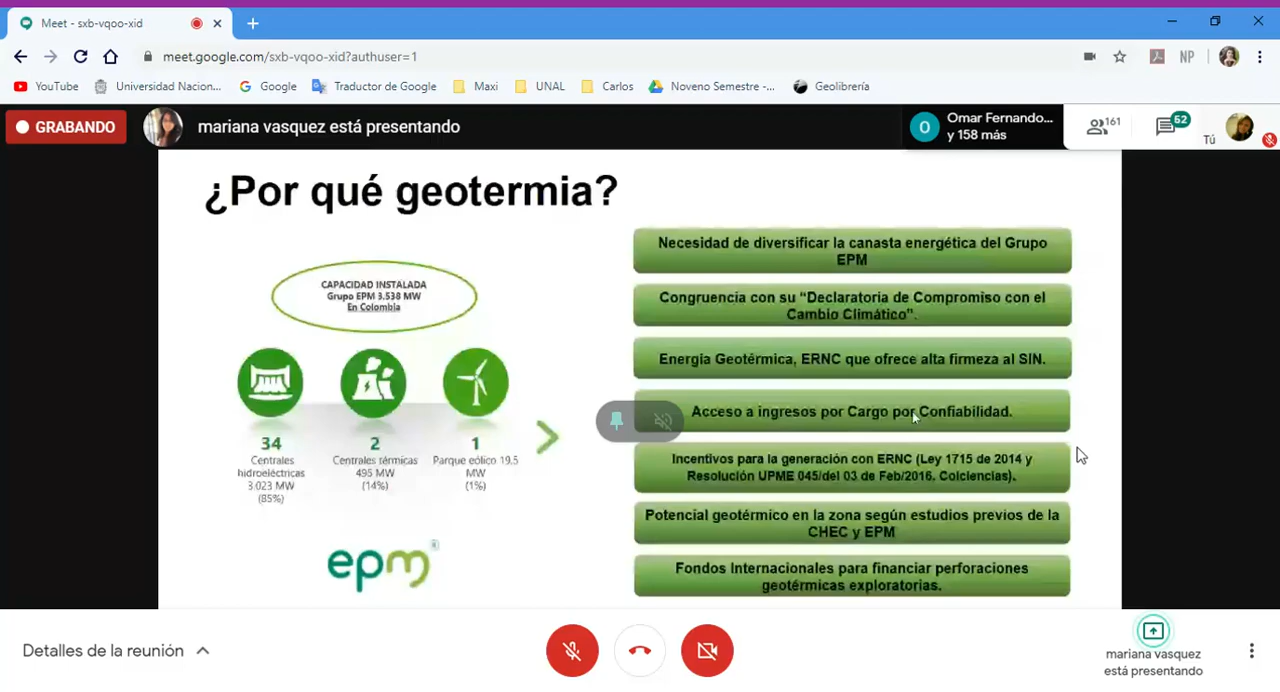 Meet - sxb-vqoo-xid
meet.google.com/sxb-vqoo-xid?authuser=1
NP
YouTube
Universidad Nacion...
Google
Traductor de Google
Maxi
UNAL
Carlos
Noveno Semestre -...
Geolibrería
GRABANDO
mariana vasquez está presentando
O
Omar Fernando...
y 158 más
161
62
Tú
¿Por qué geotermia?
CAPACIDAD INSTALADA
Grupo EPM 3.538 MW
En Colombia
34
Centrales
hidroeléctricas
3.023 MW
(85%)
2
Centrales térmicas
495 MW
(14%)
1
Parque eólico 19.5
MW
(1%)
epm®
Necesidad de diversificar la canasta energética del Grupo
EPM
Congruencia con su “Declaratoria de Compromiso con el
Cambio Climático”.
Energía Geotérmica, ERNC que ofrece alta firmeza al SIN.
Acceso a ingresos por Cargo por Confiabilidad.
Incentivos para la generación con ERNC (Ley 1715 de 2014 y
Resolución UPME 045/del 03 de Feb/2016. Colciencias).
Potencial geotérmico en la zona según estudios previos de la
CHEC y EPM
Fondos Internacionales para financiar perforaciones
geotérmicas exploratorias.
Detalles de la reunión
mariana vasquez
está presentando